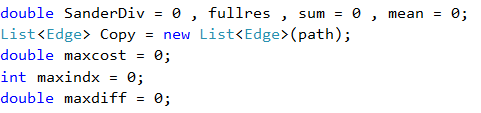 double SanderDiv = 0 , fullres , sum = 0 , mean = 0;
List<Edge> Copy = new List<Edge>(path);
double maxcost = 0;
int maxindx = 0;
double maxdiff = 0;